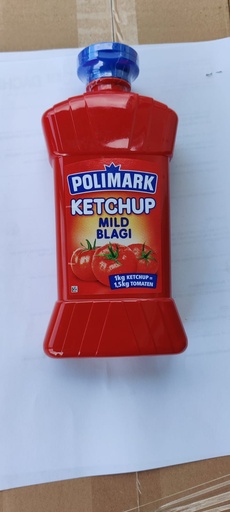 POLIMARK
KETCHUP
MILD
BLAGI
1kg KETCHUP =
1,5kg TOMATEN